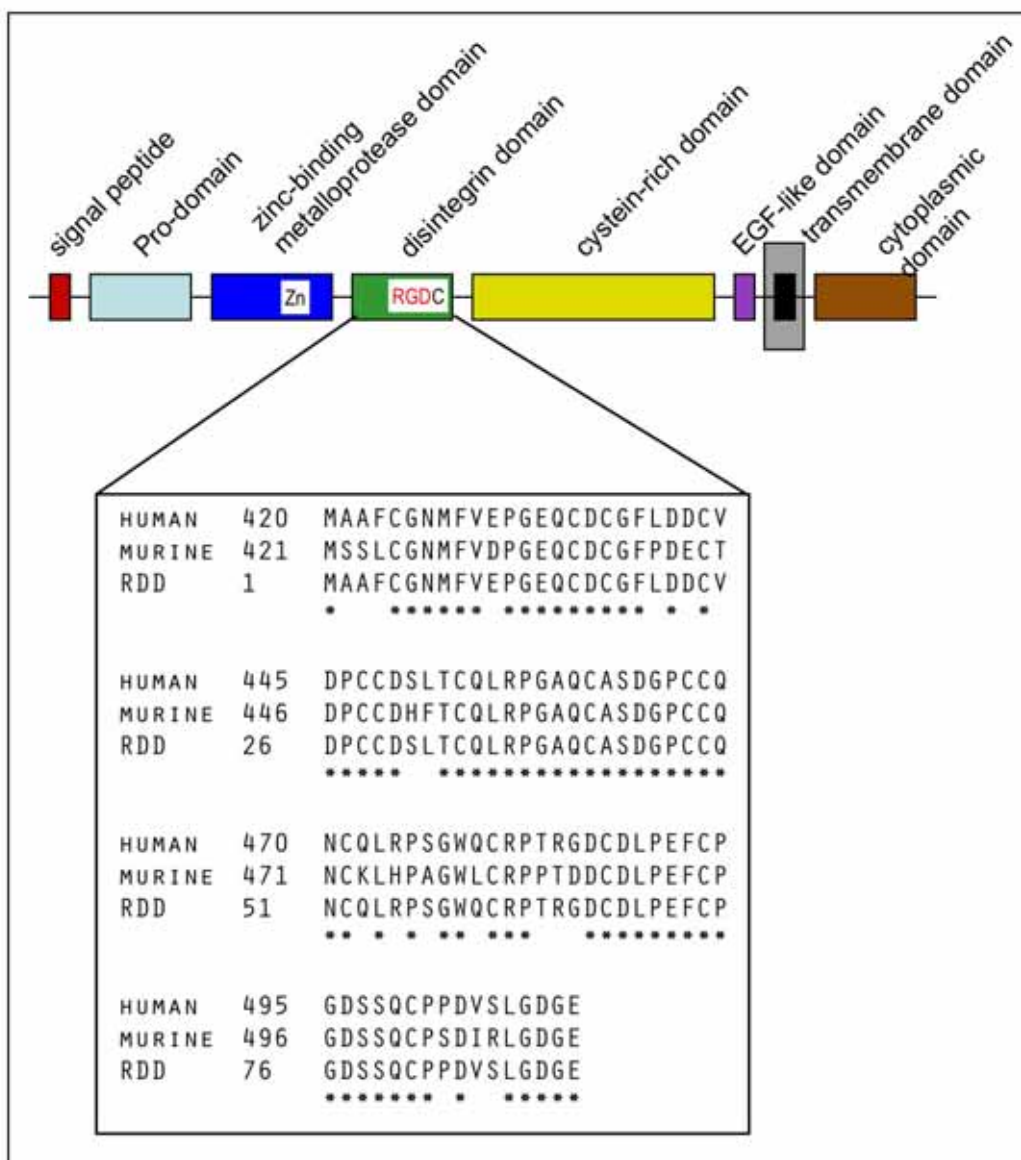 signal peptide
Pro-domain
zinc-binding
metalloprotease domain
disintegrin domain
cystein-rich domain
EGF-like domain
transmembrane domain
cytoplasmic
domain
Zn
RGDC
HUMAN 420 MAAFCGNMFVEPGEQCDCGFLDDCV
MURINE 421 MSSLCGNMFVDPGEQCDCGFPDECT
RDD 1 MAAFCGNMFVEPGEQCDCGFLDDCV
* ****** ********* * *
HUMAN 445 DPCCDSLTCQLRPGAQCASDGPCCQ
MURINE 446 DPCCDHFTCQLRPGAQCASDGPCCQ
RDD 26 DPCCDSLTCQLRPGAQCASDGPCCQ
***** ******************
HUMAN 470 NCQLRPSGWQCRPTRGDCDLPEFCP
MURINE 471 NCKLHPAGWLCRPPTDDCDLPEFCP
RDD 51 NCQLRPSGWQCRPTRGDCDLPEFCP
** * * ** *** *********
HUMAN 495 GDSSQCPPDVSLGDGE
MURINE 496 GDSSQCPSDIRLGDGE
RDD 76 GDSSQCPPDVSLGDGE
******* * *****